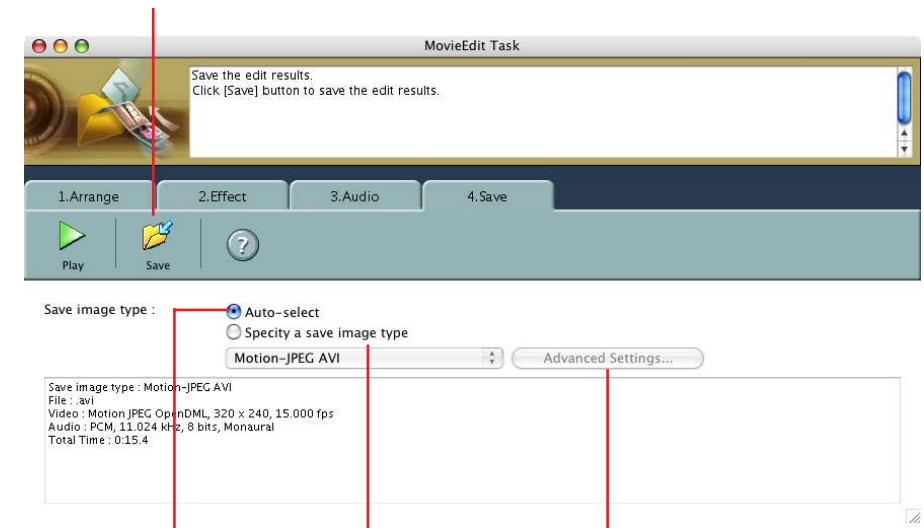 MovieEdit Task
Save the edit results.
Click [Save] button to save the edit results.
1.Arrange 2.Effect 3.Audio 4.Save
Play Save ?
Save image type : Auto-select
Specify a save image type
Motion-JPEG AVI Advanced Settings...
Save image type : Motion-JPEG AVI
File : .avi
Video : Motion JPEG OpenDML, 320 x 240, 15.000 fps
Audio : PCM, 11.024 kHz, 8 bits, Monaural
Total Time : 0:15.4